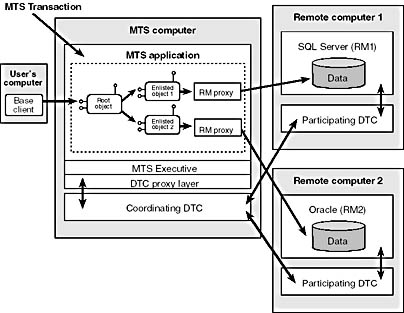 MTS Transaction
MTS computer
MTS application
User's
computer
Base
client
Root
object
Enlisted
object 1
RM proxy
Enlisted
object 2
RM proxy
MTS Executive
DTC proxy layer
Coordinating DTC
Remote computer 1
SQL Server (RM1)
Data
Participating DTC
Remote computer 2
Oracle (RM2)
Data
Participating DTC